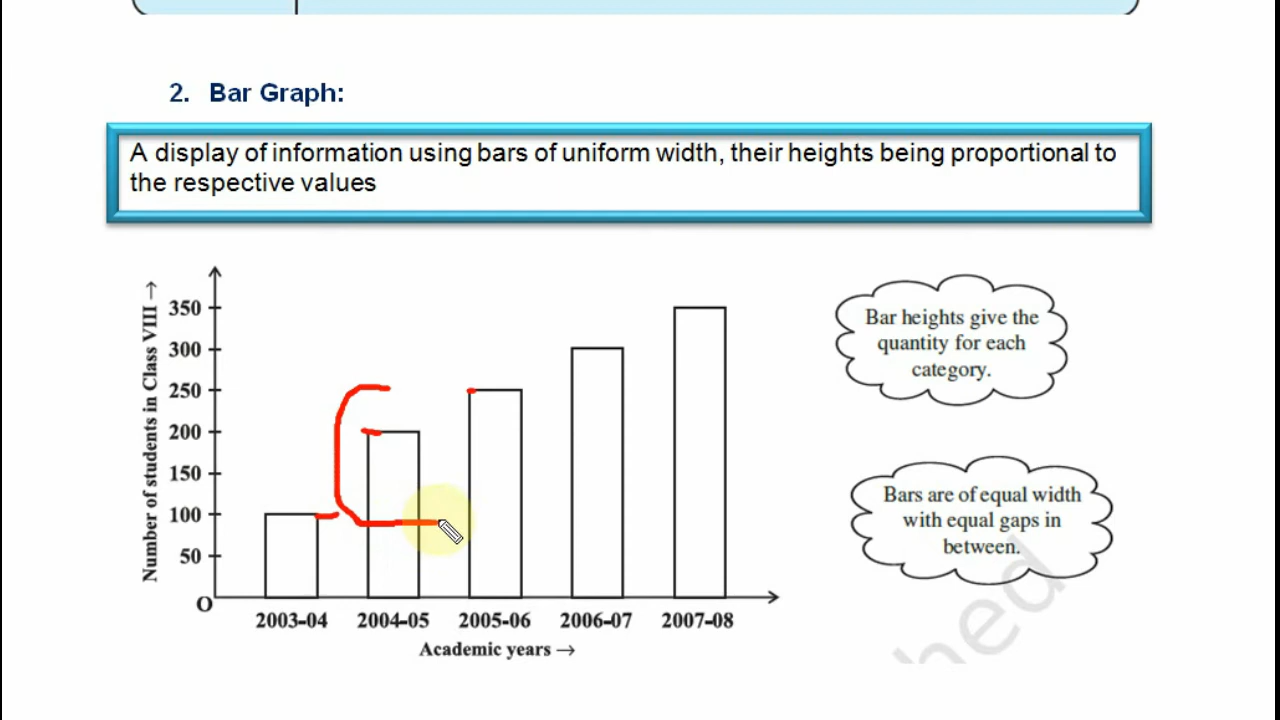 2. Bar Graph:
A display of information using bars of uniform width, their heights being proportional to
the respective values
Number of students in Class VIII →
350
300
250
200
150
100
50
O
2003-04 2004-05 2005-06 2006-07 2007-08
Academic years →
Bar heights give the
quantity for each
category.
Bars are of equal width
with equal gaps in
between.